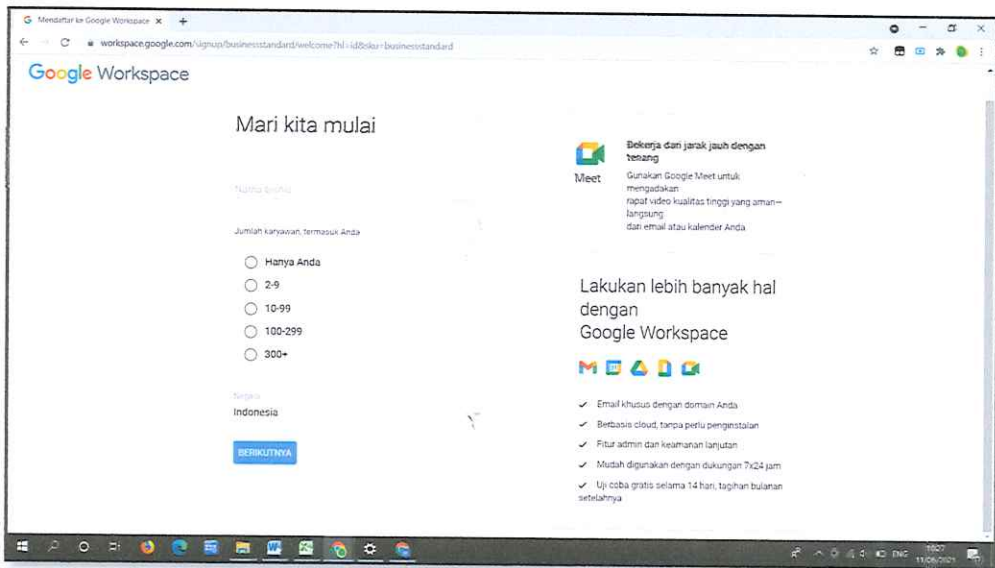 Mendaftar ke Google Workspace
workspace.google.com/signup/businessstandard/welcome?hl=id&sku=businessstandard
Google Workspace
Mari kita mulai
Nama bisnis
Jumlah karyawan, termasuk Anda
Hanya Anda
2-9
10-99
100-299
300+
Negara
Indonesia
BERIKUTNYA
Meet
Bekerja dari jarak jauh dengan
tenang
Gunakan Google Meet untuk
mengadakan
rapat video kualitas tinggi yang aman—
langsung
dari email atau kalender Anda
Lakukan lebih banyak hal
dengan
Google Workspace
Email khusus dengan domain Anda
Berbasis cloud, tanpa perlu penginstalan
Fitur admin dan keamanan lanjutan
Mudah digunakan dengan dukungan 7x24 jam
Uji coba gratis selama 14 hari, tagihan bulanan
setelahnya
ENG
10:27
11/06/2021